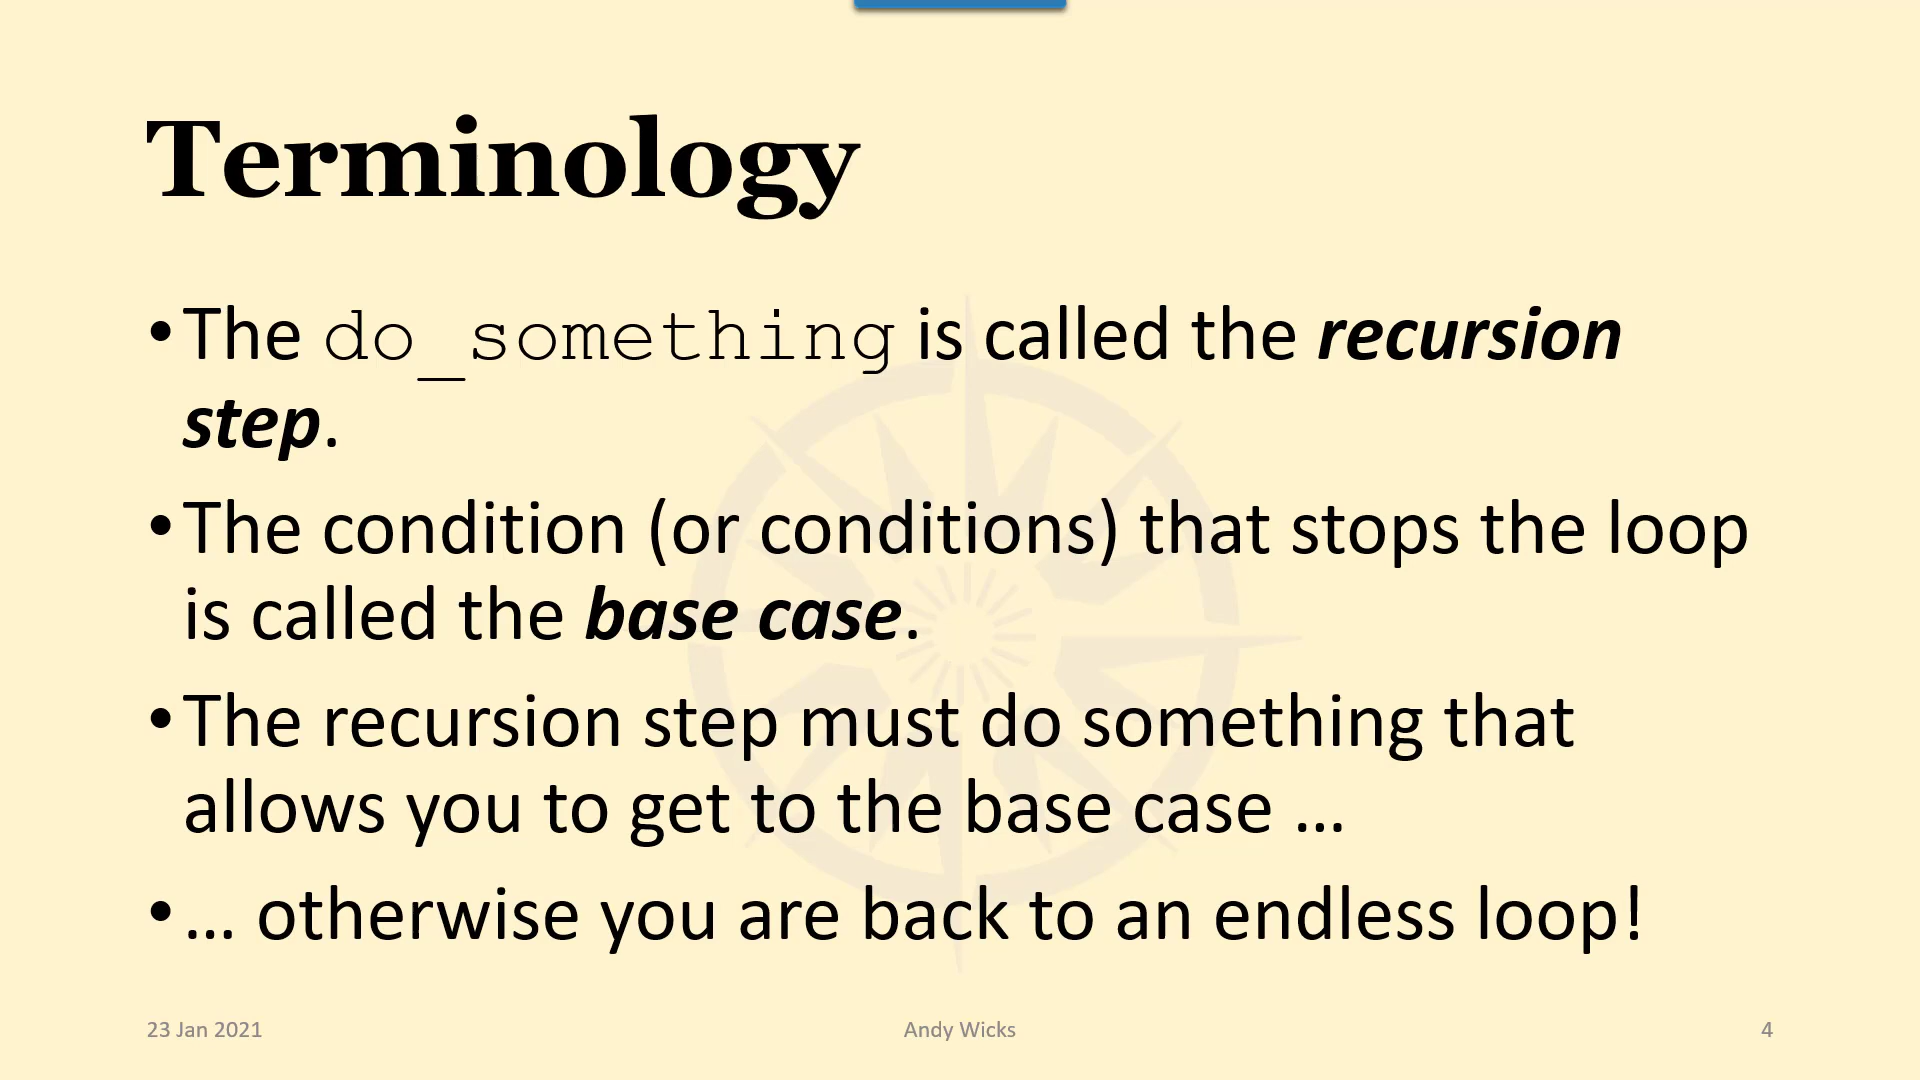 Terminology
•The do_something is called the recursion
step.
•The condition (or conditions) that stops the loop
is called the base case.
•The recursion step must do something that
allows you to get to the base case …
•… otherwise you are back to an endless loop!
23 Jan 2021
Andy Wicks
4